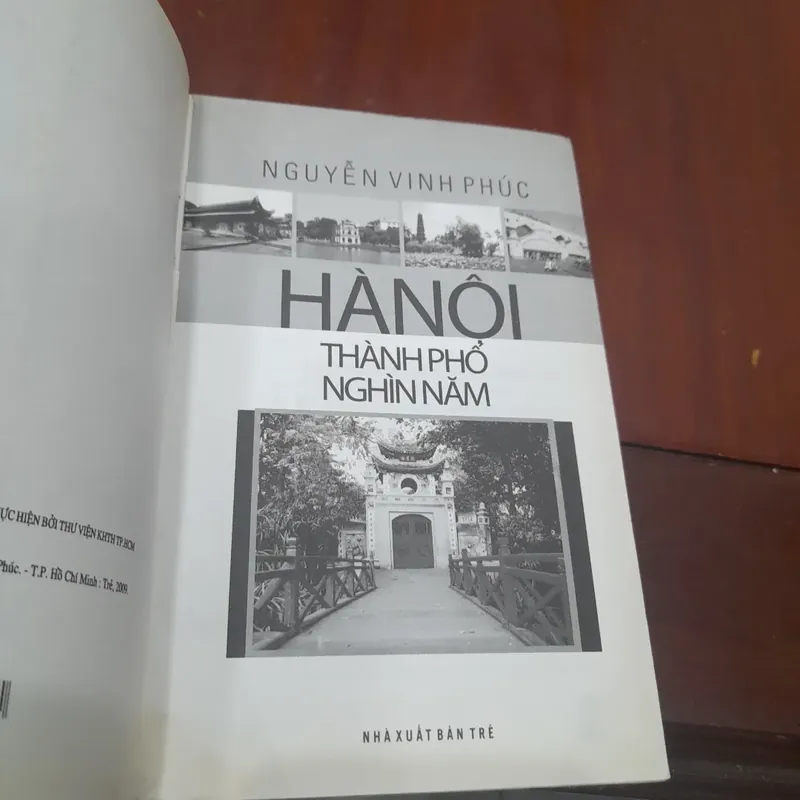 ỰC HIỆN BỞI THƯ VIỆN KHTH TP.HCM
Phúc. - T.P. Hồ Chí Minh : Trẻ, 2009.
NGUYỄN VINH PHÚC
HÀNỘI
THÀNH PHỐ
NGHÌN NĂM
NHÀ XUẤT BẢN TRẺ